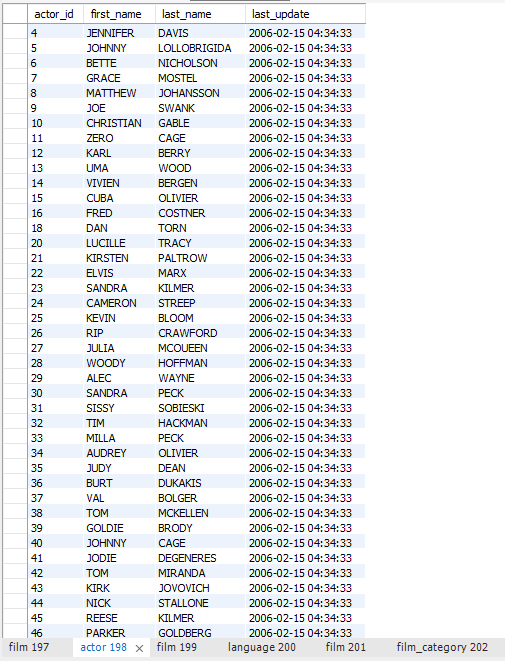 actor_id first_name last_name last_update
4 JENNIFER DAVIS 2006-02-15 04:34:33
5 JOHNNY LOLLOBRIGIDA 2006-02-15 04:34:33
6 BETTE NICHOLSON 2006-02-15 04:34:33
7 GRACE MOSTEL 2006-02-15 04:34:33
8 MATTHEW JOHANSSON 2006-02-15 04:34:33
9 JOE SWANK 2006-02-15 04:34:33
10 CHRISTIAN GABLE 2006-02-15 04:34:33
11 ZERO CAGE 2006-02-15 04:34:33
12 KARL BERRY 2006-02-15 04:34:33
13 UMA WOOD 2006-02-15 04:34:33
14 VIVIEN BERGEN 2006-02-15 04:34:33
15 CUBA OLIVIER 2006-02-15 04:34:33
16 FRED COSTNER 2006-02-15 04:34:33
18 DAN TORN 2006-02-15 04:34:33
20 LUCILLE TRACY 2006-02-15 04:34:33
21 KIRSTEN PALTROW 2006-02-15 04:34:33
22 ELVIS MARX 2006-02-15 04:34:33
23 SANDRA KILMER 2006-02-15 04:34:33
24 CAMERON STREEP 2006-02-15 04:34:33
25 KEVIN BLOOM 2006-02-15 04:34:33
26 RIP CRAWFORD 2006-02-15 04:34:33
27 JULIA MCQUEEN 2006-02-15 04:34:33
28 WOODY HOFFMAN 2006-02-15 04:34:33
29 ALEC WAYNE 2006-02-15 04:34:33
30 SANDRA PECK 2006-02-15 04:34:33
31 SISSY SOBIESKI 2006-02-15 04:34:33
32 TIM HACKMAN 2006-02-15 04:34:33
33 MILLA PECK 2006-02-15 04:34:33
34 AUDREY OLIVIER 2006-02-15 04:34:33
35 JUDY DEAN 2006-02-15 04:34:33
36 BURT DUKAKIS 2006-02-15 04:34:33
37 VAL BOLGER 2006-02-15 04:34:33
38 TOM MCKELLEN 2006-02-15 04:34:33
39 GOLDIE BRODY 2006-02-15 04:34:33
40 JOHNNY CAGE 2006-02-15 04:34:33
41 JODIE DEGENERES 2006-02-15 04:34:33
42 TOM MIRANDA 2006-02-15 04:34:33
43 KIRK JOVOVICH 2006-02-15 04:34:33
44 NICK STALLONE 2006-02-15 04:34:33
45 REESE KILMER 2006-02-15 04:34:33
46 PARKER GOLDBERG 2006-02-15 04:34:33
film 197 actor 198 film 199 language 200 film 201 film_category 202